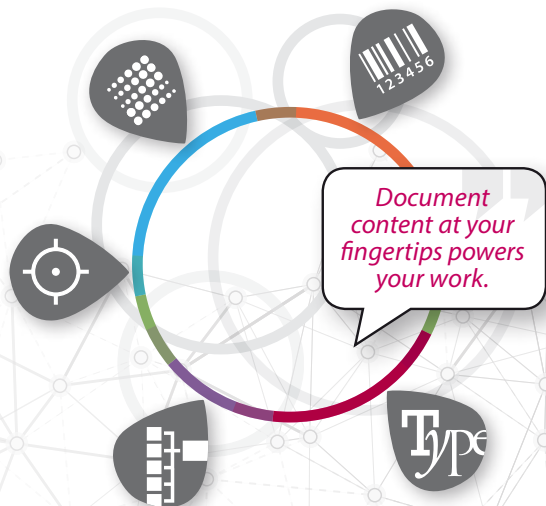 123456
Document
content at your
fingertips powers
your work.
Type